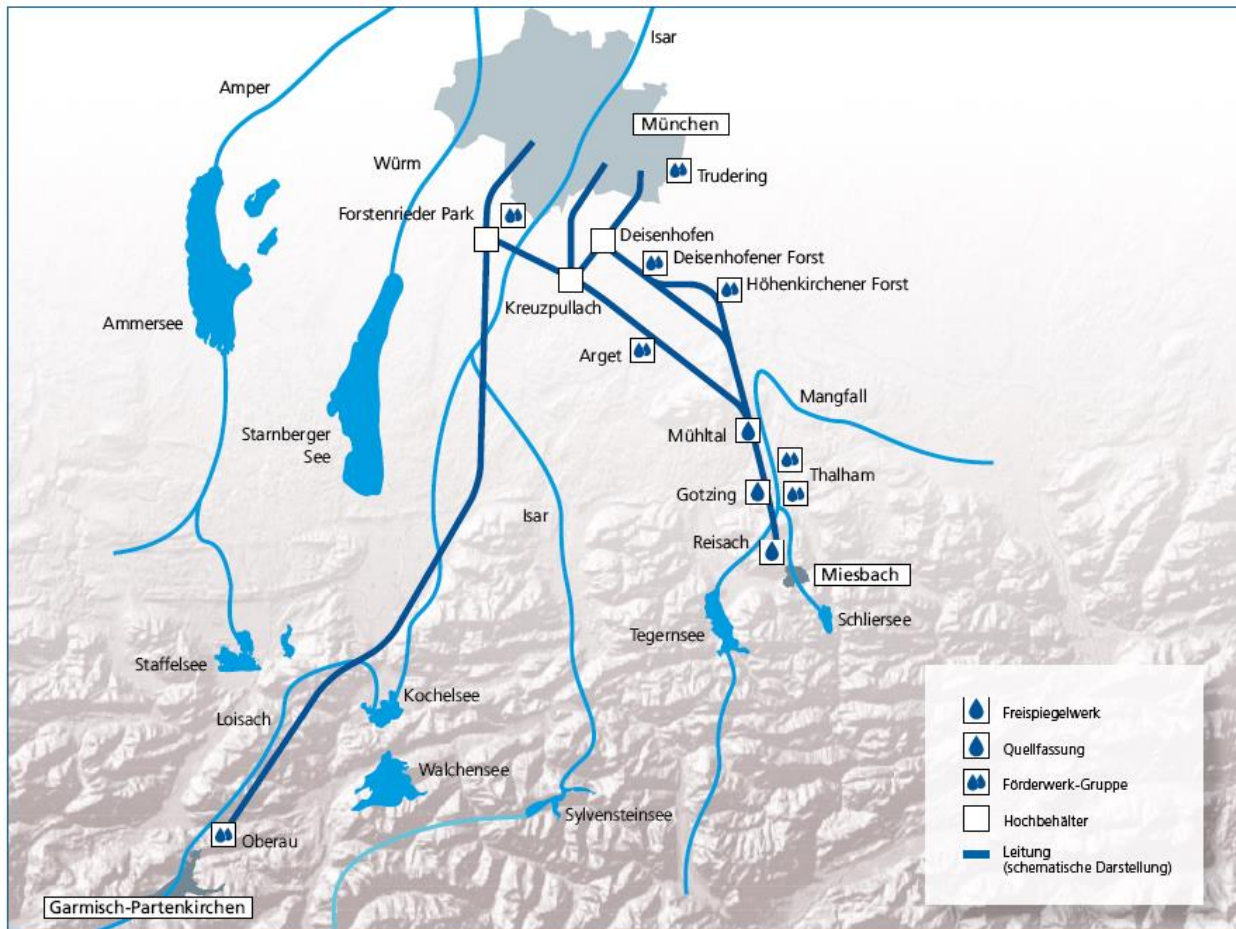 Isar
Amper
München
Würm
Trudering
Forstenrieder Park
Deisenhofen
Deisenhofener Forst
Höhenkirchener Forst
Kreuzpullach
Ammersee
Arget
Mangfall
Starnberger
See
Mühltal
Thalham
Gotzing
Isar
Reisach
Miesbach
Schliersee
Tegernsee
Staffelsee
Kochelsee
Loisach
Walchensee
Sylvensteinsee
Oberau
Garmisch-Partenkirchen
Freispiegelwerk
Quellfassung
Förderwerk-Gruppe
Hochbehälter
Leitung
(schematische Darstellung)